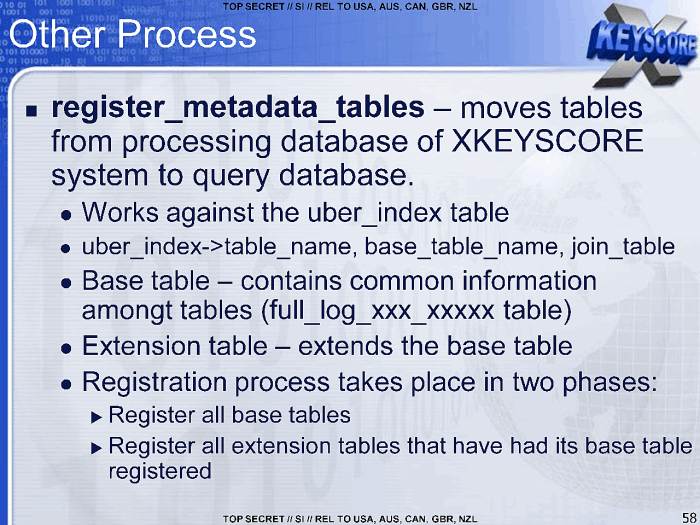 TOP SECRET // SI // REL TO USA, AUS, CAN, GBR, NZL
Other Process
KEYSCORE
X
■ register_metadata_tables – moves tables
from processing database of XKEYSCORE
system to query database.
● Works against the uber_index table
● uber_index->table_name, base_table_name, join_table
● Base table – contains common information
amongt tables (full_log_xxx_xxxxx table)
● Extension table – extends the base table
● Registration process takes place in two phases:
▶ Register all base tables
▶ Register all extension tables that have had its base table
registered
TOP SECRET // SI // REL TO USA, AUS, CAN, GBR, NZL
58